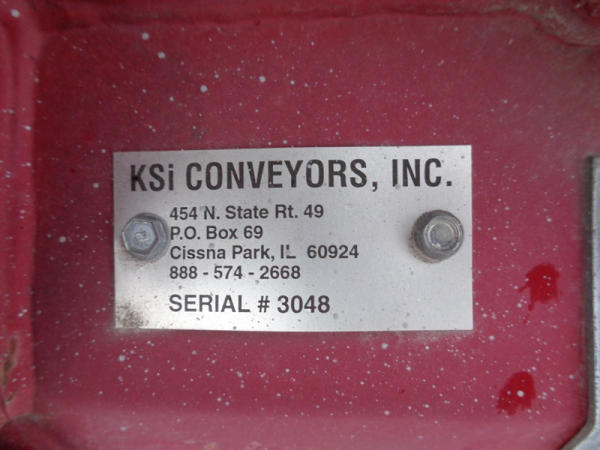 KSi CONVEYORS, INC.
454 N. State Rt. 49
P.O. Box 69
Cissna Park, IL 60924
888 - 574 - 2668
SERIAL # 3048